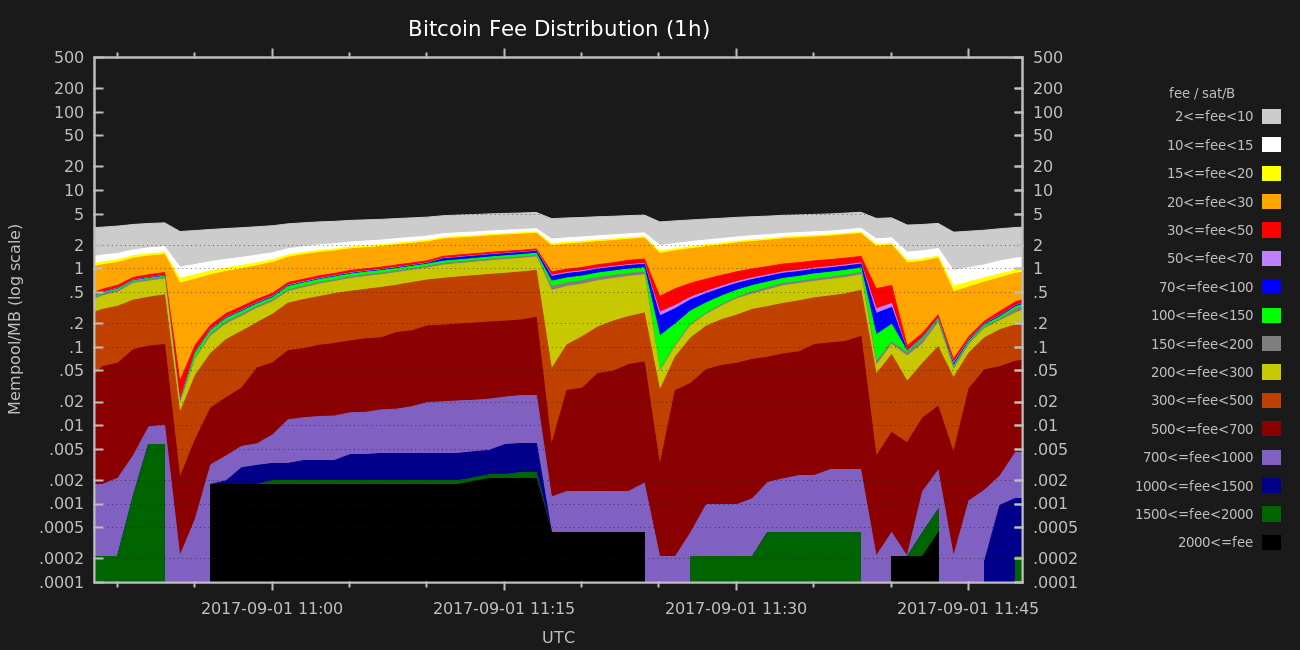 Bitcoin Fee Distribution (1h)
Mempool/MB (log scale)
500
200
100
50
20
10
5
2
1
.5
.2
.1
.05
.02
.01
.005
.002
.001
.0005
.0002
.0001
500
200
100
50
20
10
5
2
1
.5
.2
.1
.05
.02
.01
.005
.002
.001
.0005
.0002
.0001
2017-09-01 11:00
2017-09-01 11:15
2017-09-01 11:30
2017-09-01 11:45
UTC
fee / sat/B
2<=fee<10
10<=fee<15
15<=fee<20
20<=fee<30
30<=fee<50
50<=fee<70
70<=fee<100
100<=fee<150
150<=fee<200
200<=fee<300
300<=fee<500
500<=fee<700
700<=fee<1000
1000<=fee<1500
1500<=fee<2000
2000<=fee